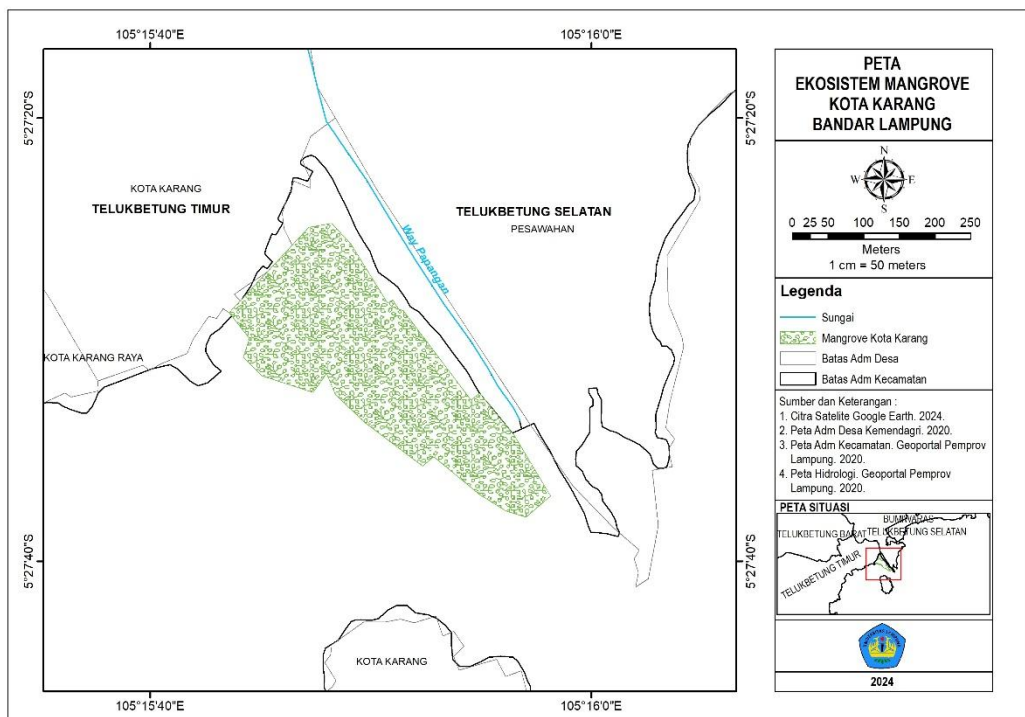 105°15'40"E
105°16'0"E
5°27'20"S
5°27'20"S
KOTA KARANG
TELUKBETUNG TIMUR
TELUKBETUNG SELATAN
PESAWAHAN
Way Papangan
KOTA KARANG RAYA
5°27'40"S
5°27'40"S
KOTA KARANG
105°15'40"E
105°16'0"E
PETA
EKOSISTEM MANGROVE
KOTA KARANG
BANDAR LAMPUNG
N
W
E
S
0 25 50 100 150 200 250
Meters
1 cm = 50 meters
Legenda
Sungai
Mangrove Kota Karang
Batas Adm Desa
Batas Adm Kecamatan
Sumber dan Keterangan :
1. Citra Satelite Google Earth. 2024.
2. Peta Adm Desa Kemendagri. 2020.
3. Peta Adm Kecamatan. Geoportal Pemprov
Lampung. 2020.
4. Peta Hidrologi. Geoportal Pemprov
Lampung. 2020.
PETA SITUASI
BUMIWARAS
TELUKBETUNG BARAT
TELUKBETUNG SELATAN
TELUKBETUNG TIMUR
2024